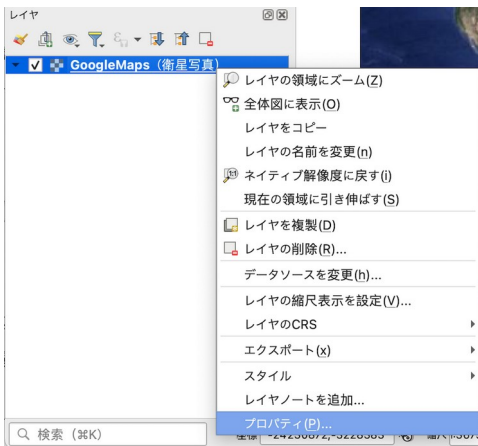 レイヤ
GoogleMaps（衛星写真）
レイヤの領域にズーム(Z)
全体図に表示(O)
レイヤをコピー
レイヤの名前を変更(n)
ネイティブ解像度に戻す(i)
現在の領域に引き伸ばす(S)
レイヤを複製(D)
レイヤの削除(R)...
データソースを変更(h)...
レイヤの縮尺表示を設定(V)...
レイヤのCRS
エクスポート(x)
スタイル
レイヤノートを追加...
プロパティ(P)...
検索 (⌘K)